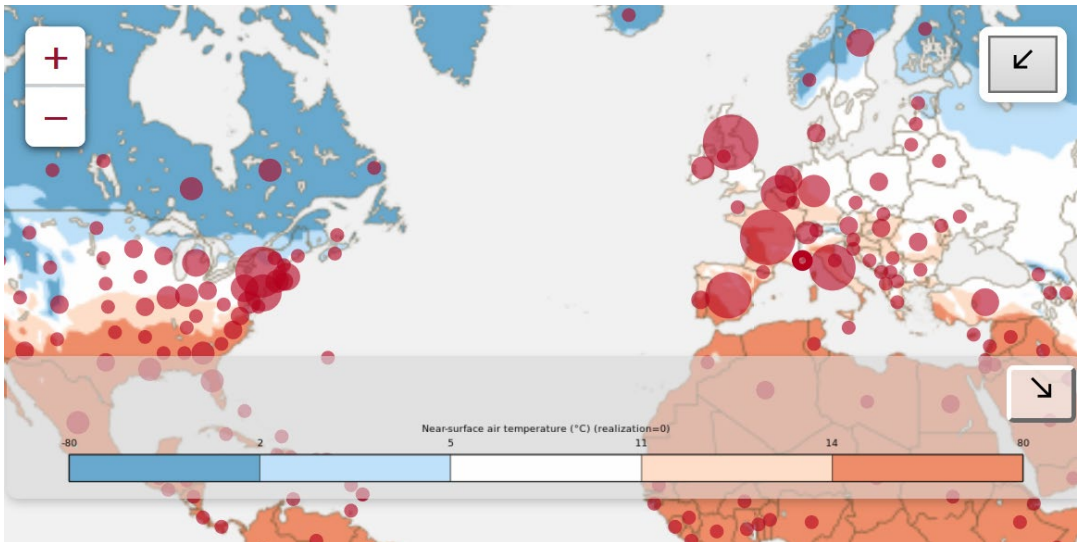 +
−
Near-surface air temperature (°C) (realization=0)
-80 2 5 11 14 80